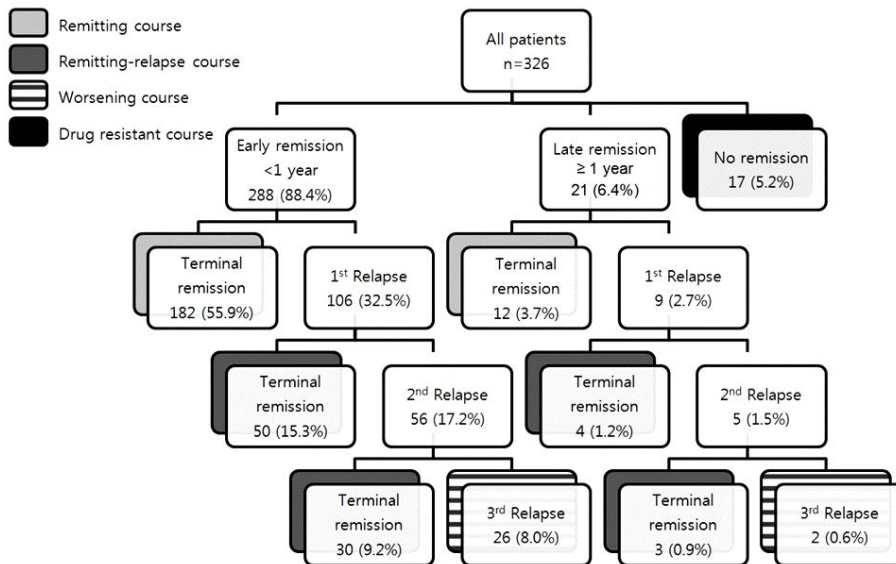 Remitting course
Remitting-relapse course
Worsening course
Drug resistant course
All patients
n=326
Early remission
<1 year
288 (88.4%)
Late remission
≥ 1 year
21 (6.4%)
No remission
17 (5.2%)
Terminal
remission
182 (55.9%)
1st Relapse
106 (32.5%)
Terminal
remission
12 (3.7%)
1st Relapse
9 (2.7%)
Terminal
remission
50 (15.3%)
2nd Relapse
56 (17.2%)
Terminal
remission
4 (1.2%)
2nd Relapse
5 (1.5%)
Terminal
remission
30 (9.2%)
3rd Relapse
26 (8.0%)
Terminal
remission
3 (0.9%)
3rd Relapse
2 (0.6%)